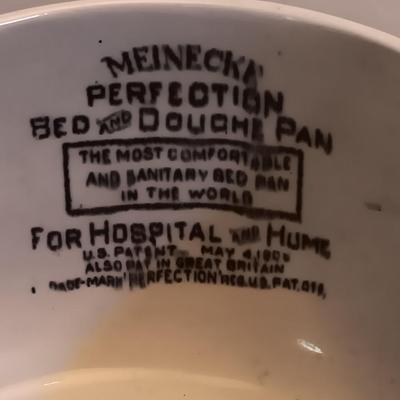 MEINECKE
PERFECTION
BED AND DOUCHE PAN
THE MOST COMFORTABLE
AND SANITARY BED PAN
IN THE WORLD
FOR HOSPITAL AND HOME
U.S. PATENT MAY 4,190
ALSO PAT IN GREAT BRITAIN
TRADE-MARK "PERFECTION" REG. U.S. PAT. OFF.